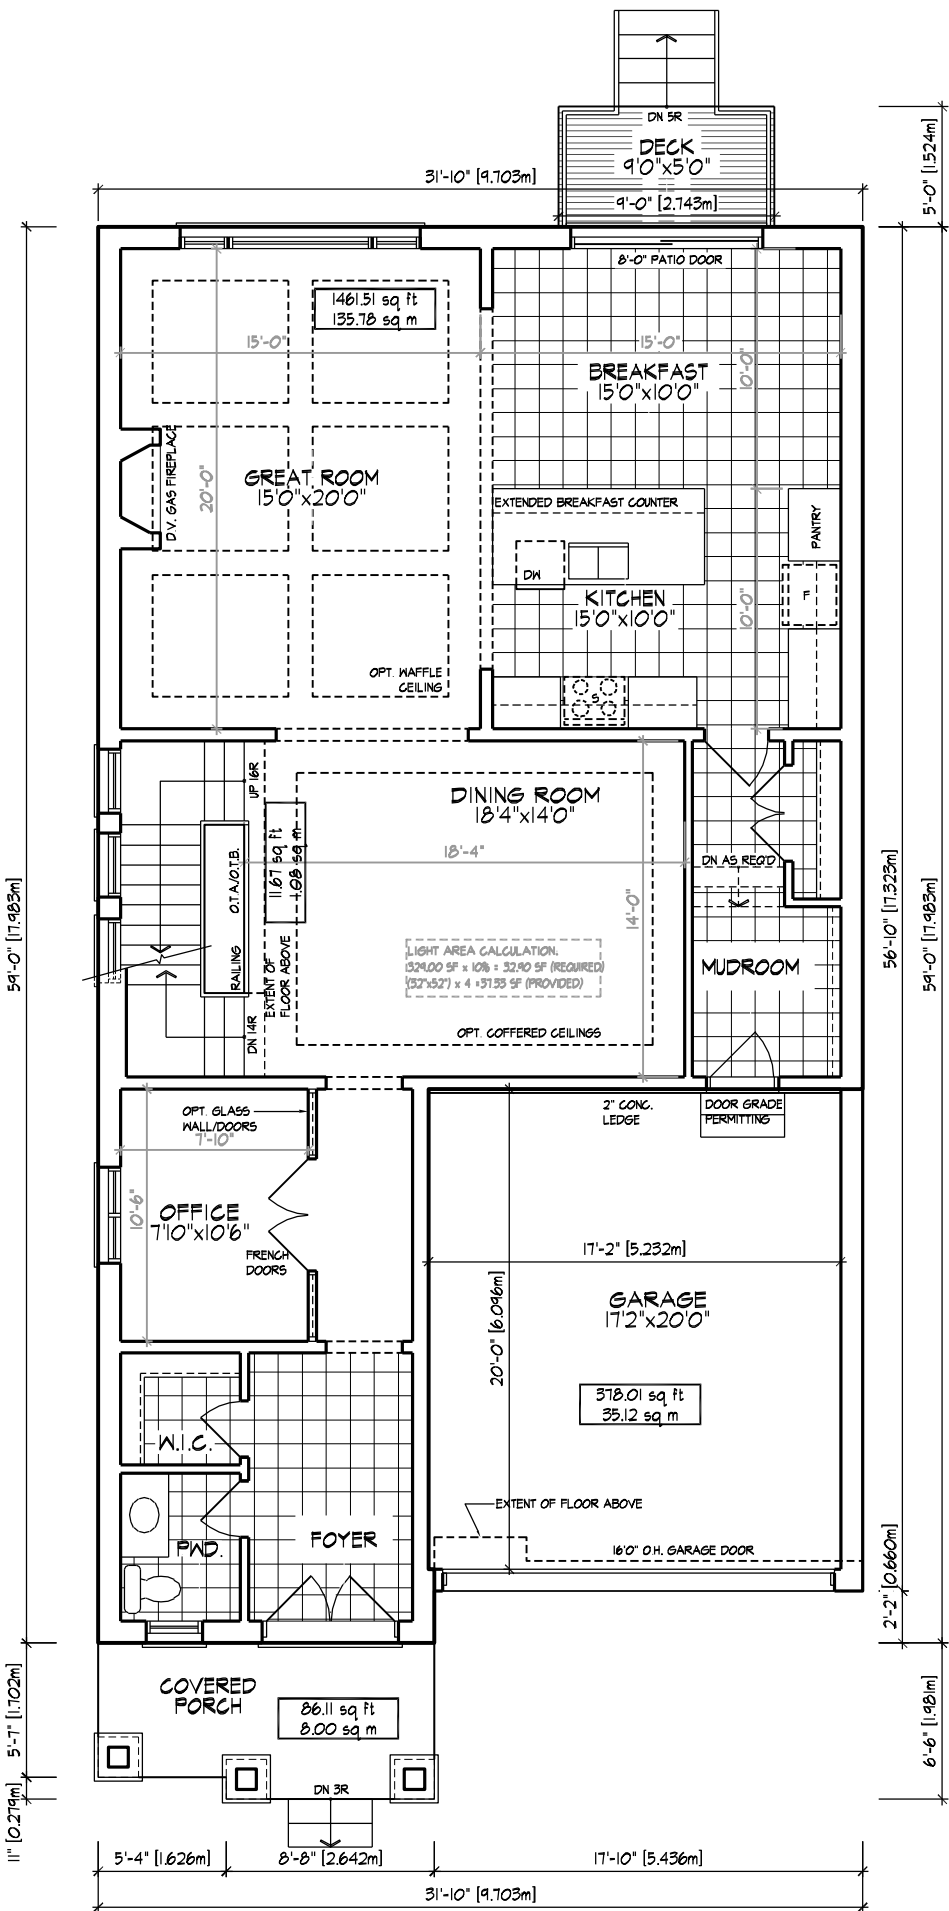 DN 5R
DECK
9'0"x5'0"
5'-0" [1.524m]
31'-10" [9.703m]
9'-0" [2.743m]
8'-0" PATIO DOOR
1461.51 sq ft
135.78 sq m
15'-0"
15'-0"
10'-0"
BREAKFAST
15'0"x10'0"
D.V. GAS FIREPLACE
20'-0"
GREAT ROOM
15'0"x20'0"
EXTENDED BREAKFAST COUNTER
PANTRY
DW
F
KITCHEN
15'0"x10'0"
10'-0"
OPT. WAFFLE
CEILING
S
UP 16R
DINING ROOM
18'4"x14'0"
11.67 sq ft
1.08 sq m
18'-4"
O.T.A./O.T.B.
RAILING
14'-0"
DN AS REQ'D
59'-0" [17.983m]
56'-10" [17.323m]
59'-0" [17.983m]
EXTENT OF
FLOOR ABOVE
LIGHT AREA CALCULATION:
1329.00 SF x 10% = 32.90 SF (REQUIRED)
(5'2"x5'2") x 4 =37.53 SF (PROVIDED)
MUDROOM
DN 14R
OPT. COFFERED CEILINGS
OPT. GLASS
WALL/DOORS
7'-10"
2" CONC.
LEDGE
DOOR GRADE
PERMITTING
10'-6"
OFFICE
7'10"x10'6"
FRENCH
DOORS
17'-2" [5.232m]
20'-0" [6.096m]
GARAGE
17'2"x20'0"
378.01 sq ft
35.12 sq m
W.I.C.
EXTENT OF FLOOR ABOVE
PWD.
FOYER
16'0" O.H. GARAGE DOOR
2'-2" [0.660m]
COVERED
PORCH
86.11 sq ft
8.00 sq m
5'-7" [1.702m]
6'-6" [1.981m]
DN 3R
11" [0.279m]
5'-4" [1.626m]
8'-8" [2.642m]
17'-10" [5.436m]
31'-10" [9.703m]